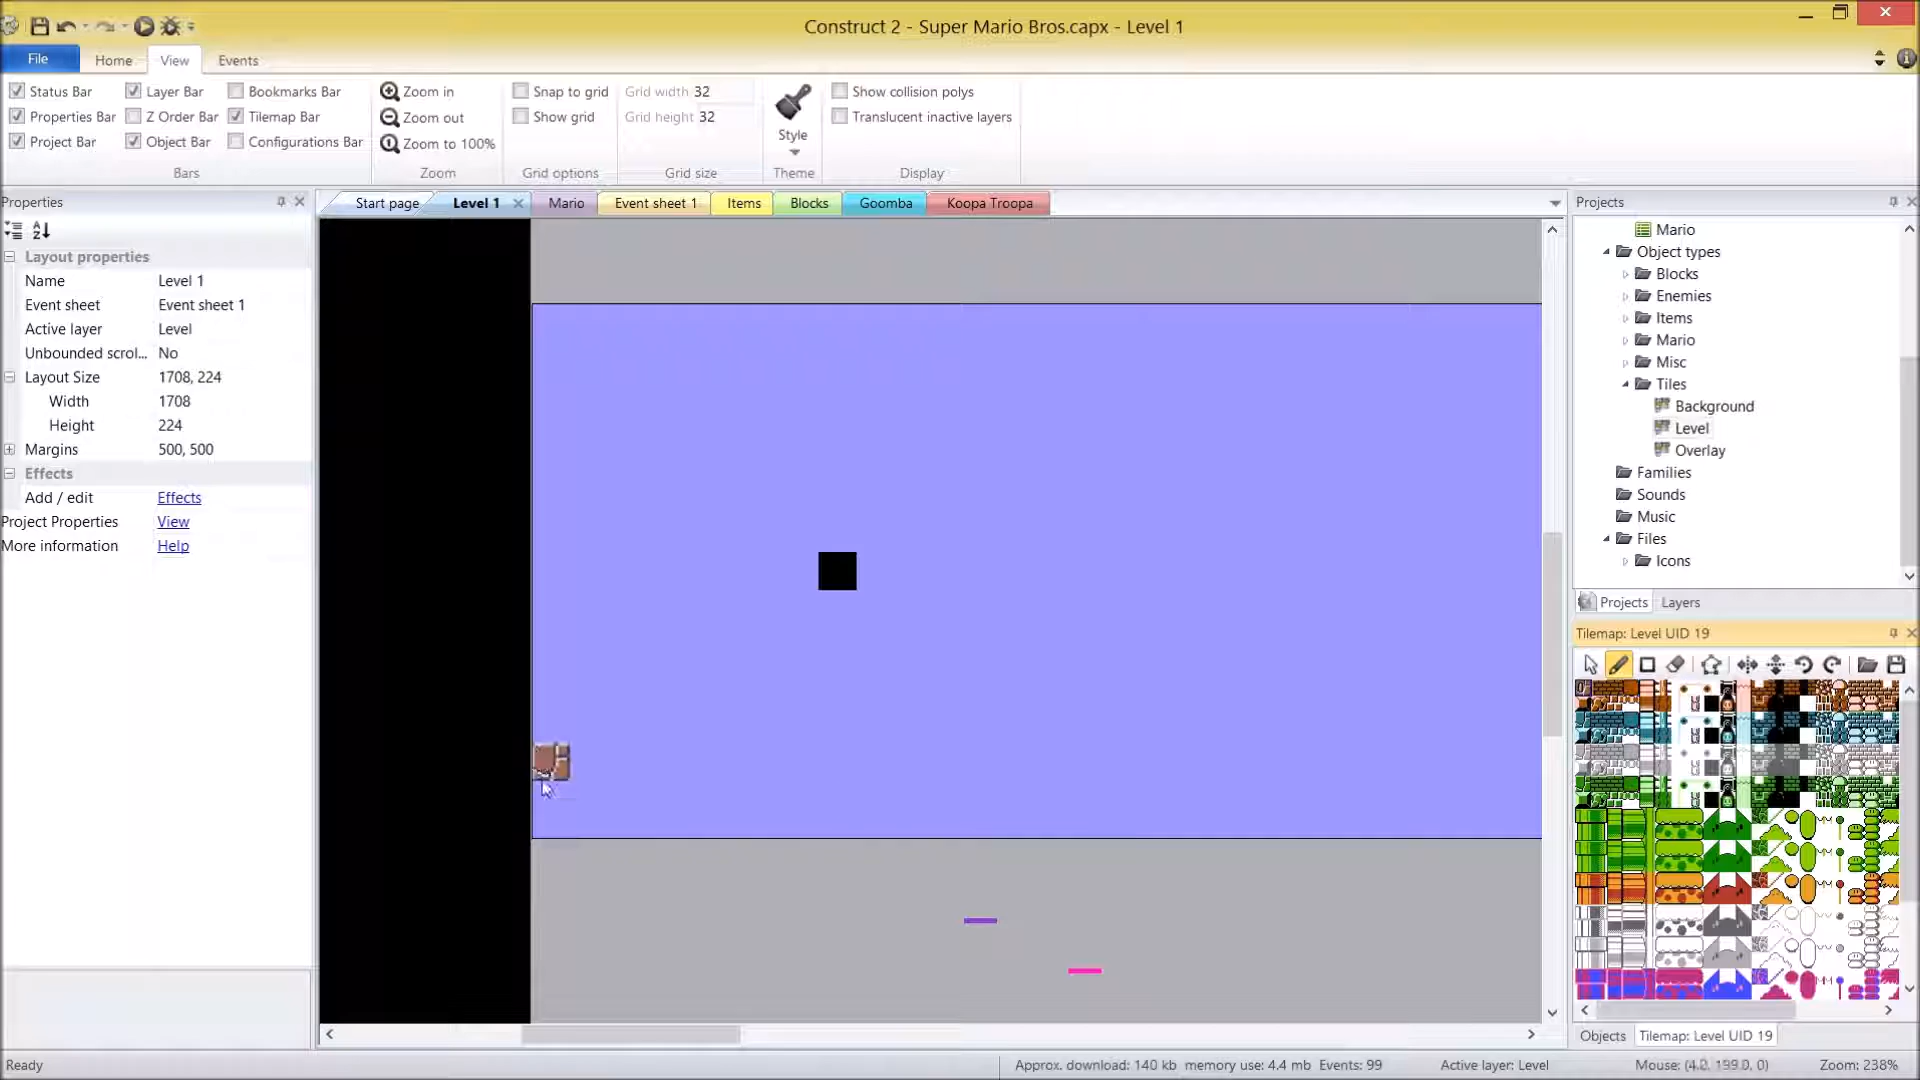 Construct 2 - Super Mario Bros.capx - Level 1
File
Home
View
Events
Status Bar
Layer Bar
Bookmarks Bar
Properties Bar
Z Order Bar
Tilemap Bar
Project Bar
Object Bar
Configurations Bar
Bars
Zoom in
Zoom out
Zoom to 100%
Zoom
Snap to grid
Show grid
Grid options
Grid width 32
Grid height 32
Grid size
Style
Theme
Show collision polys
Translucent inactive layers
Display
Properties
Start page
Level 1
Mario
Event sheet 1
Items
Blocks
Goomba
Koopa Troopa
Layout properties
Name Level 1
Event sheet Event sheet 1
Active layer Level
Unbounded scrol... No
Layout Size 1708, 224
Width 1708
Height 224
Margins 500, 500
Effects
Add / edit Effects
Project Properties View
More information Help
Projects
Mario
Object types
Blocks
Enemies
Items
Mario
Misc
Tiles
Background
Level
Overlay
Families
Sounds
Music
Files
Icons
Projects
Layers
Tilemap: Level UID 19
Objects
Tilemap: Level UID 19
Ready
Approx. download: 140 kb memory use: 4.4 mb Events: 99
Active layer: Level
Mouse: (4.0, 199.0, 0)
Zoom: 238%